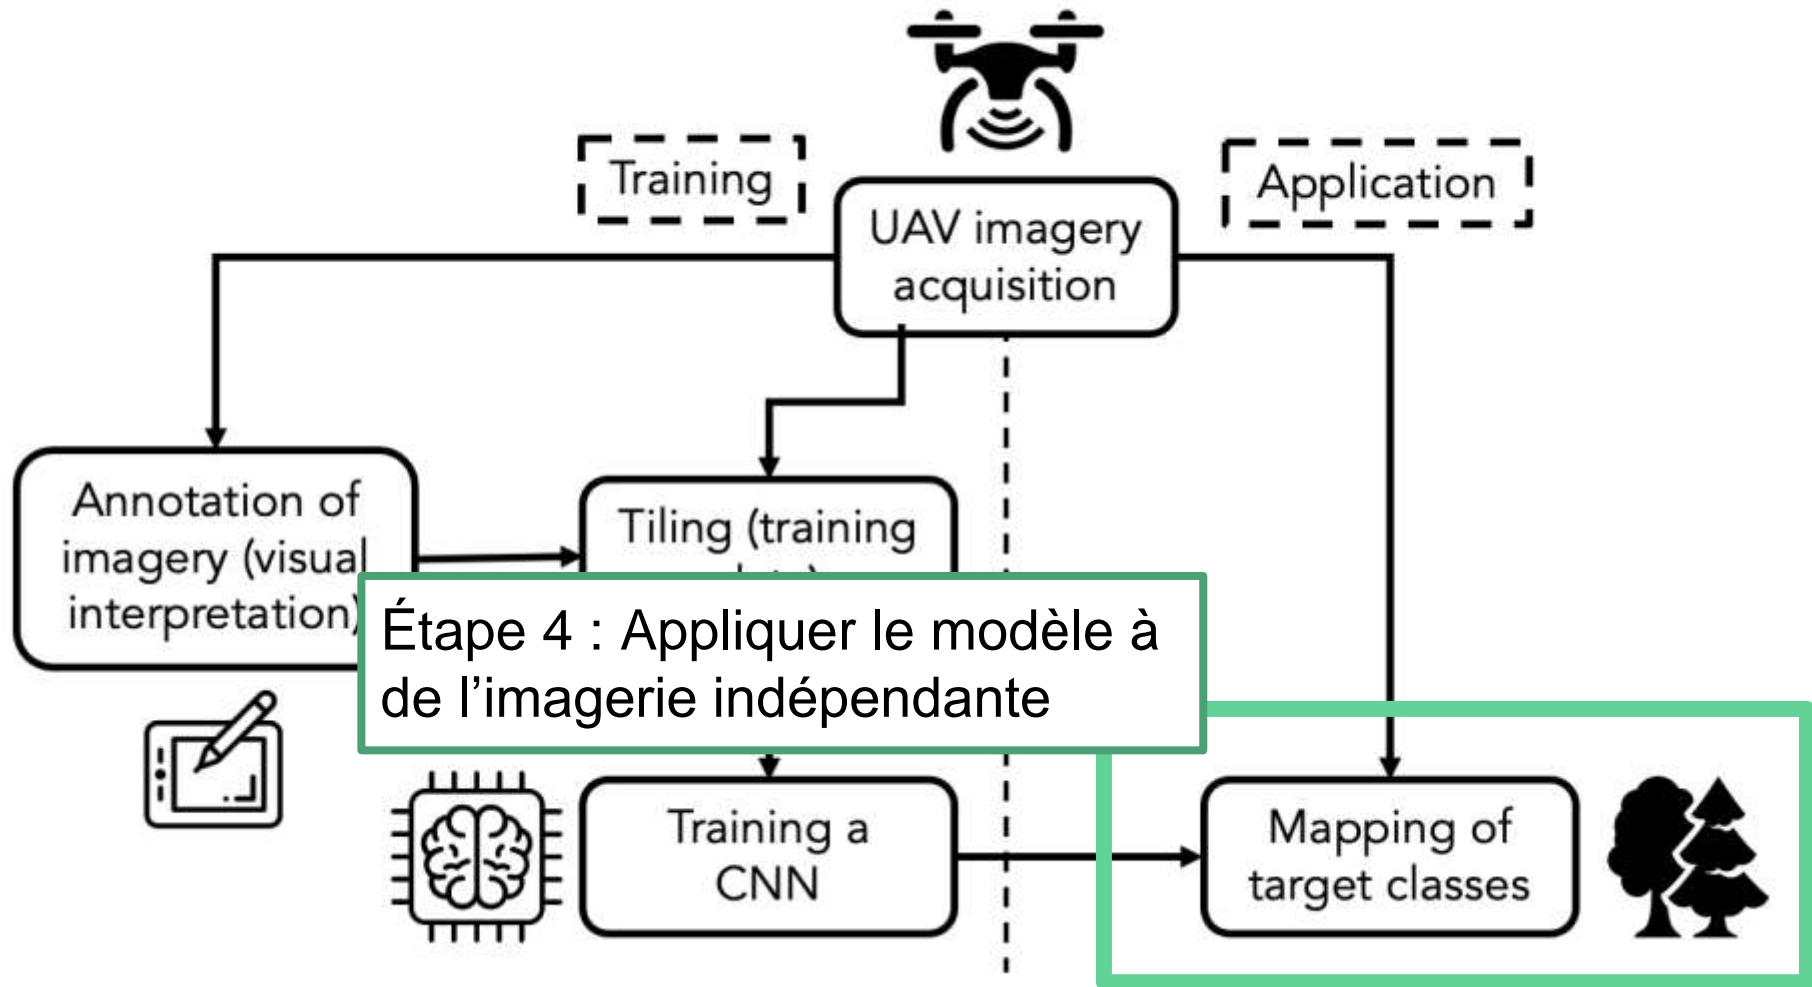 Training
Application
UAV imagery
acquisition
Annotation of
imagery (visual
interpretation)
Tiling (training
Étape 4 : Appliquer le modèle à
de l’imagerie indépendante
Training a
CNN
Mapping of
target classes